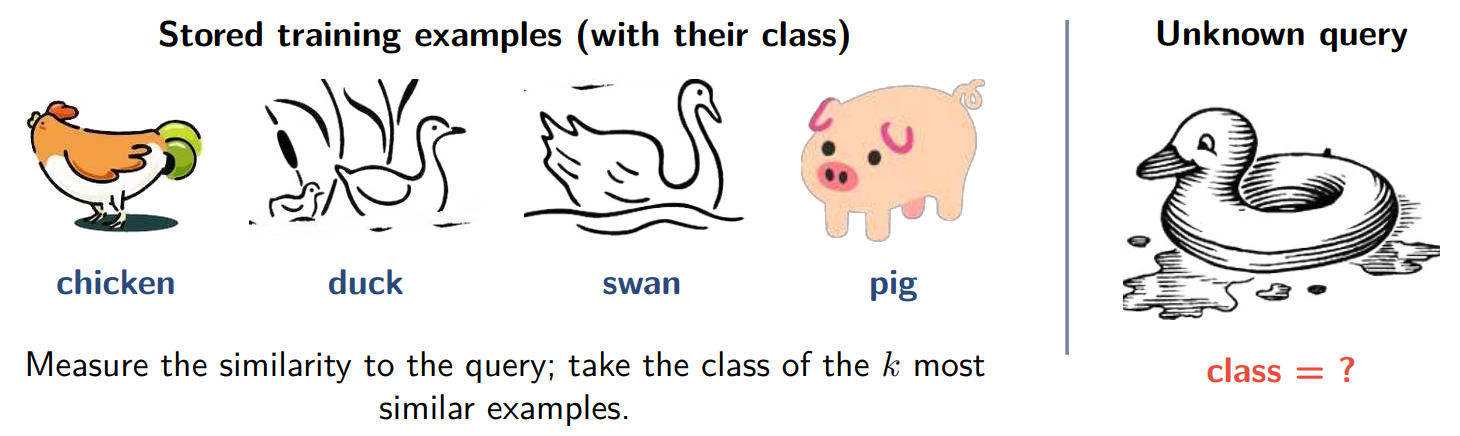 Stored training examples (with their class)
Unknown query
chicken
duck
swan
pig
Measure the similarity to the query; take the class of the k most
similar examples.
class = ?